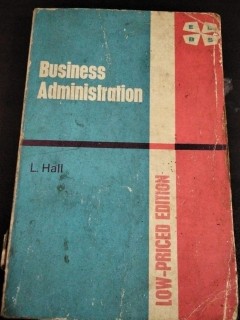 E L
B S
Business
Administration
L. Hall
LOW-PRICED EDITION